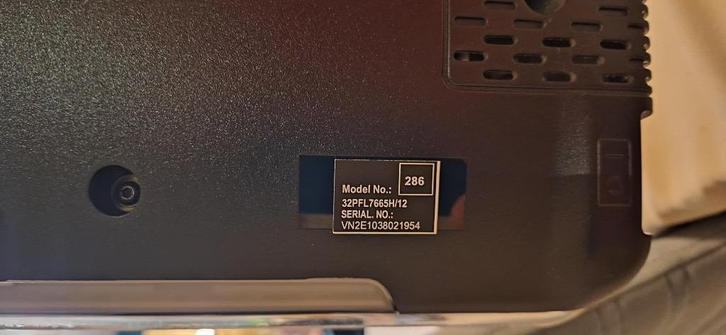 Model No.: 286
32PFL7665H/12
SERIAL. NO.:
VN2E1038021954